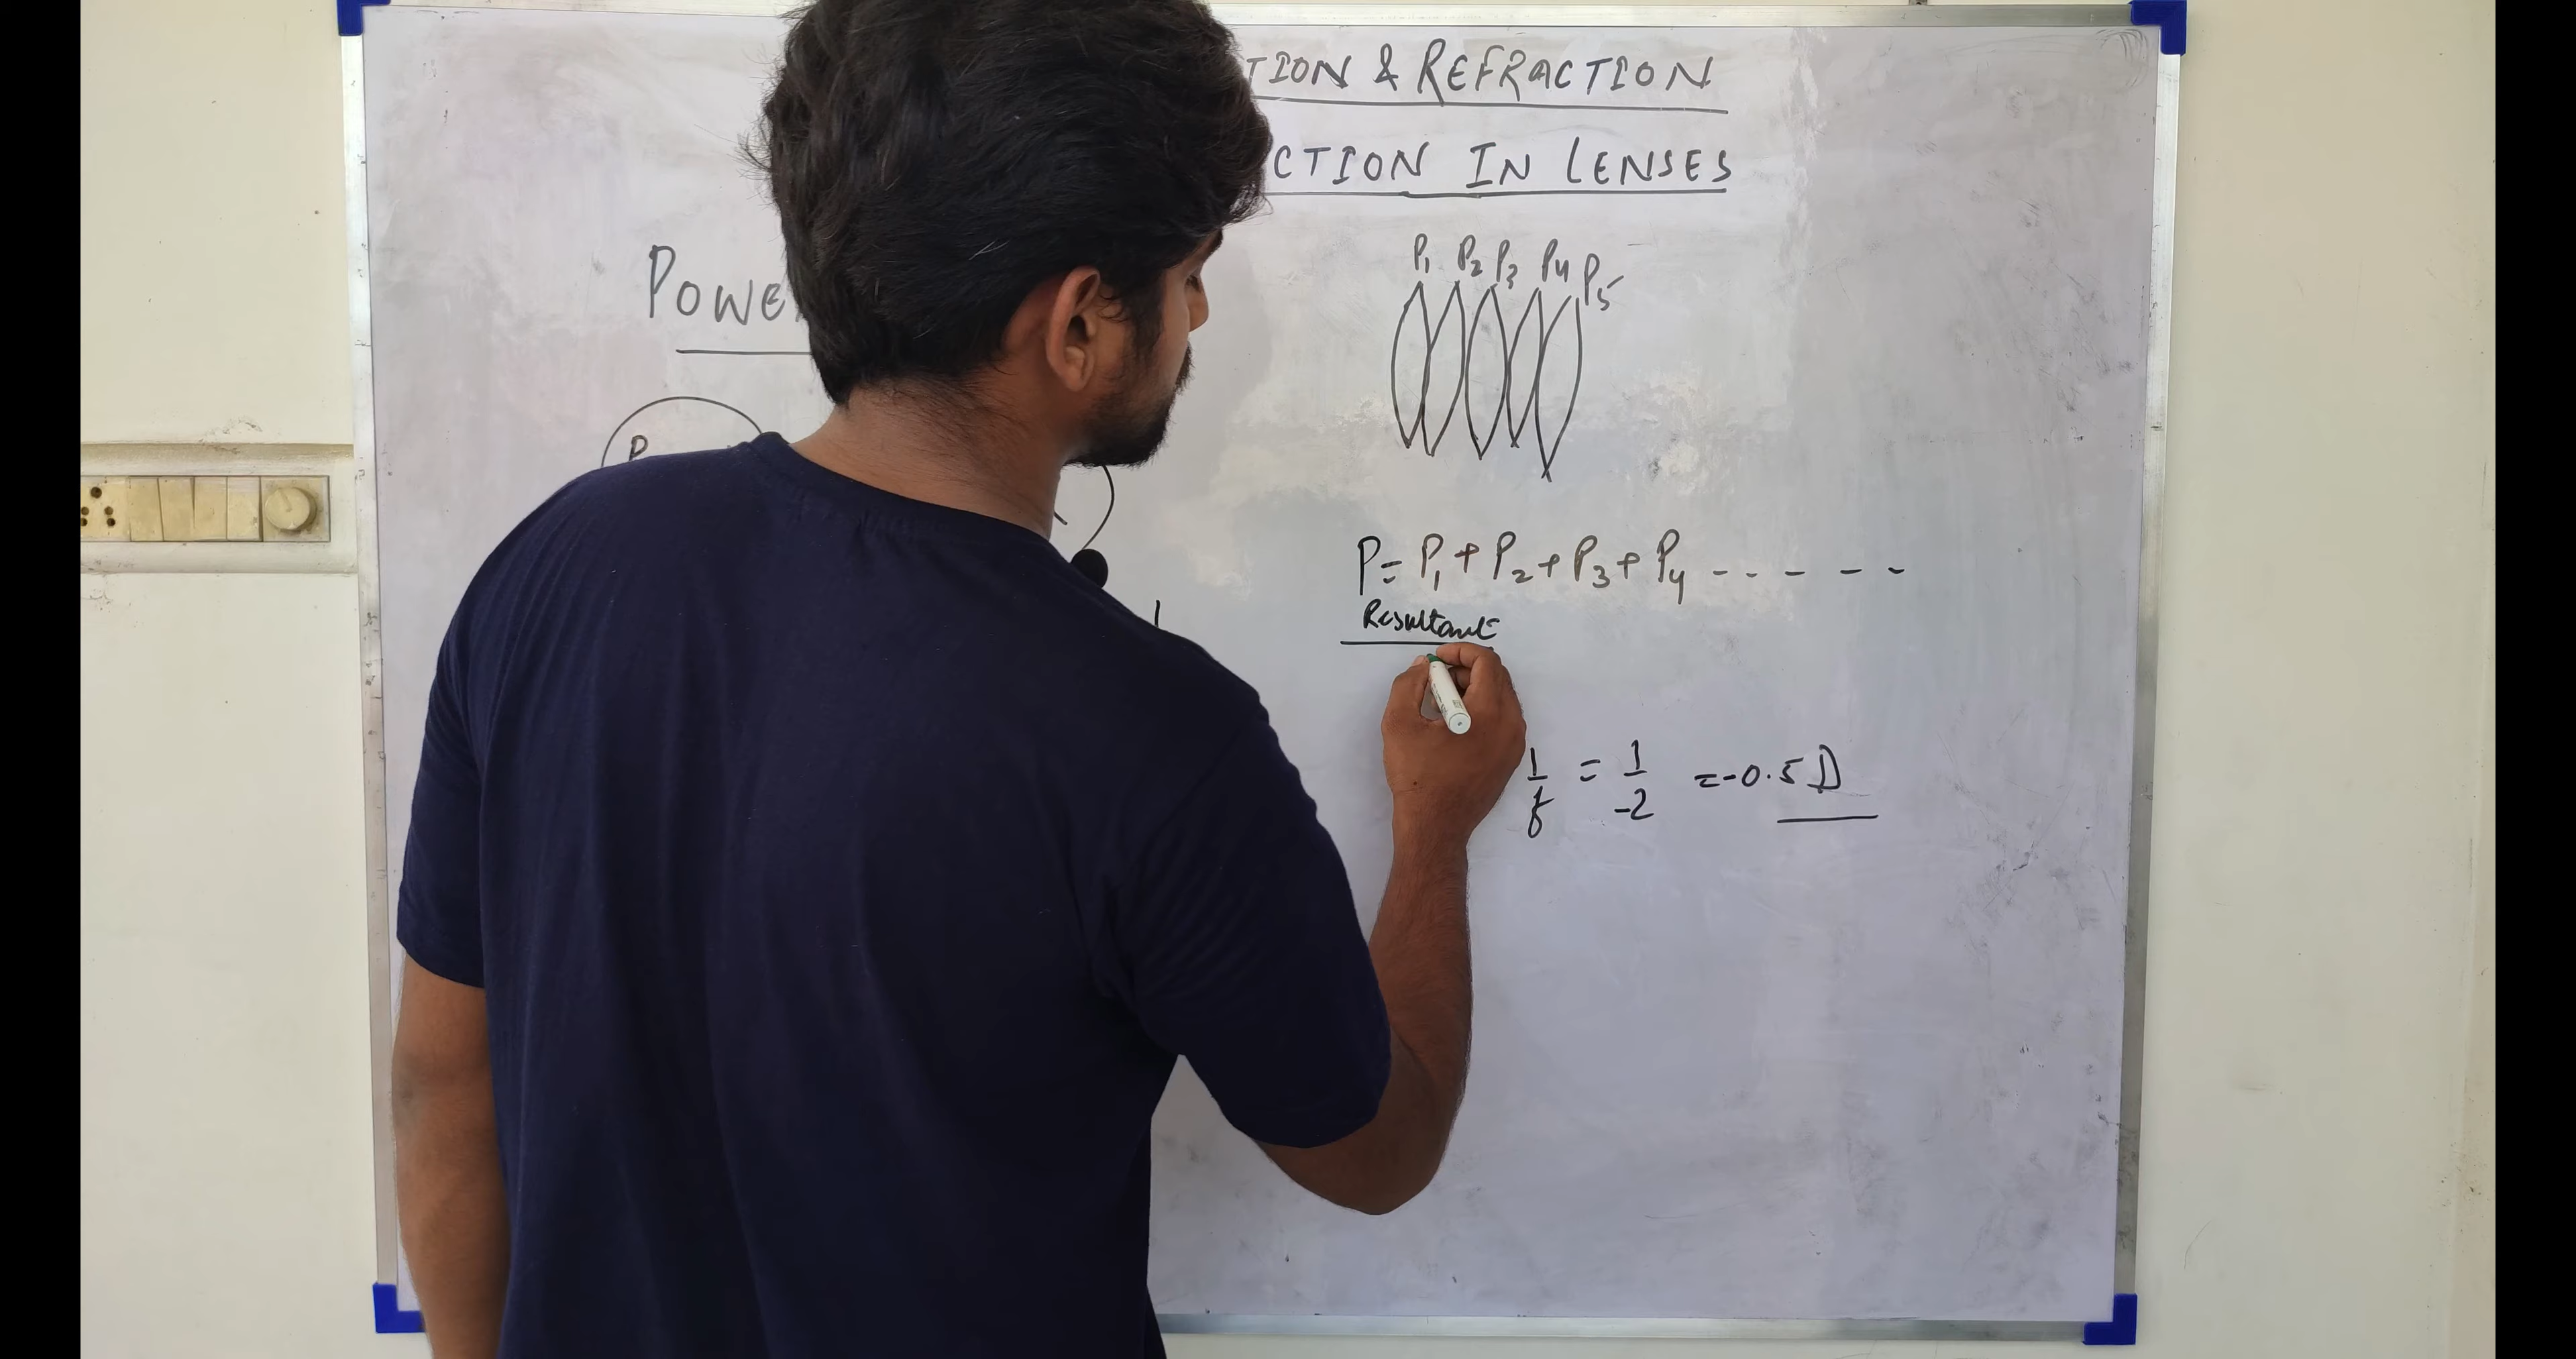 TION & REFRACTION
CTION IN LENSES
POWE
P1 P2 P3 P4 P5
P
P = P1 + P2 + P3 + P4 - - - - -
Resultant
1/f = 1/-2 = -0.5 D